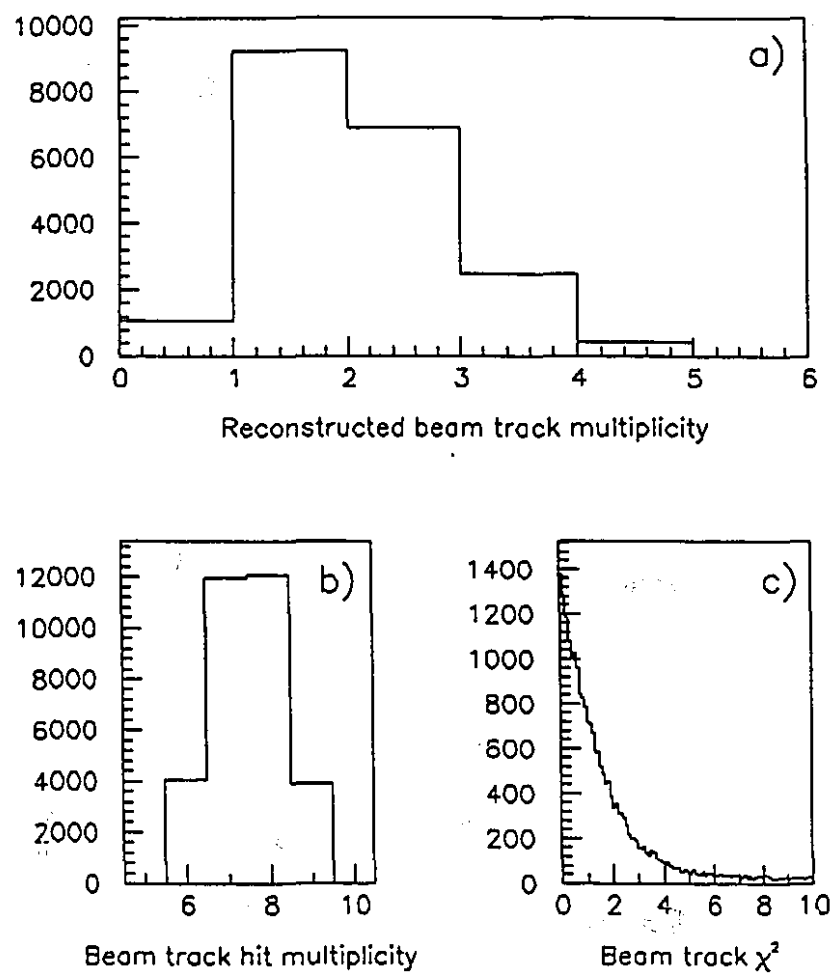 a)
10000
8000
6000
4000
2000
0
0 1 2 3 4 5 6
Reconstructed beam track multiplicity
b)
12000
10000
8000
6000
4000
2000
0
6 8 10
Beam track hit multiplicity
c)
1400
1200
1000
800
600
400
200
0
0 2 4 6 8 10
Beam track χ²